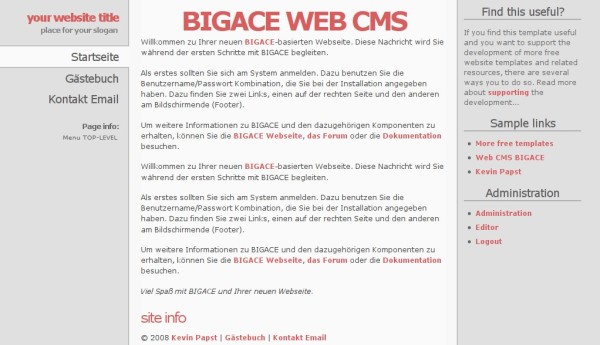 your website title
place for your slogan
Startseite
Gästebuch
Kontakt Email
Page info:
Menu TOP-LEVEL
BIGACE WEB CMS
Willkommen zu Ihrer neuen BIGACE-basierten Webseite. Diese Nachricht wird Sie
während der ersten Schritte mit BIGACE begleiten.
Als erstes sollten Sie sich am System anmelden. Dazu benutzen Sie die
Benutzername/Passwort Kombination, die Sie bei der Installation angegeben
haben. Dazu finden Sie zwei Links, einen auf der rechten Seite und den anderen
am Bildschirmende (Footer).
Um weitere Informationen zu BIGACE und den dazugehörigen Komponenten zu
erhalten, können Sie die BIGACE Webseite, das Forum oder die Dokumentation
besuchen.
Willkommen zu Ihrer neuen BIGACE-basierten Webseite. Diese Nachricht wird Sie
während der ersten Schritte mit BIGACE begleiten.
Als erstes sollten Sie sich am System anmelden. Dazu benutzen Sie die
Benutzername/Passwort Kombination, die Sie bei der Installation angegeben
haben. Dazu finden Sie zwei Links, einen auf der rechten Seite und den anderen
am Bildschirmende (Footer).
Um weitere Informationen zu BIGACE und den dazugehörigen Komponenten zu
erhalten, können Sie die BIGACE Webseite, das Forum oder die Dokumentation
besuchen.
Viel Spaß mit BIGACE und Ihrer neuen Webseite.
site info
© 2008 Kevin Papst | Gästebuch | Kontakt Email
Find this useful?
If you find this template useful
and you want to support the
development of more free
website templates and related
resources, there are several
ways you to do so. Read more
about supporting the
development...
Sample links
• More free templates
• Web CMS BIGACE
• Kevin Papst
Administration
• Administration
• Editor
• Logout